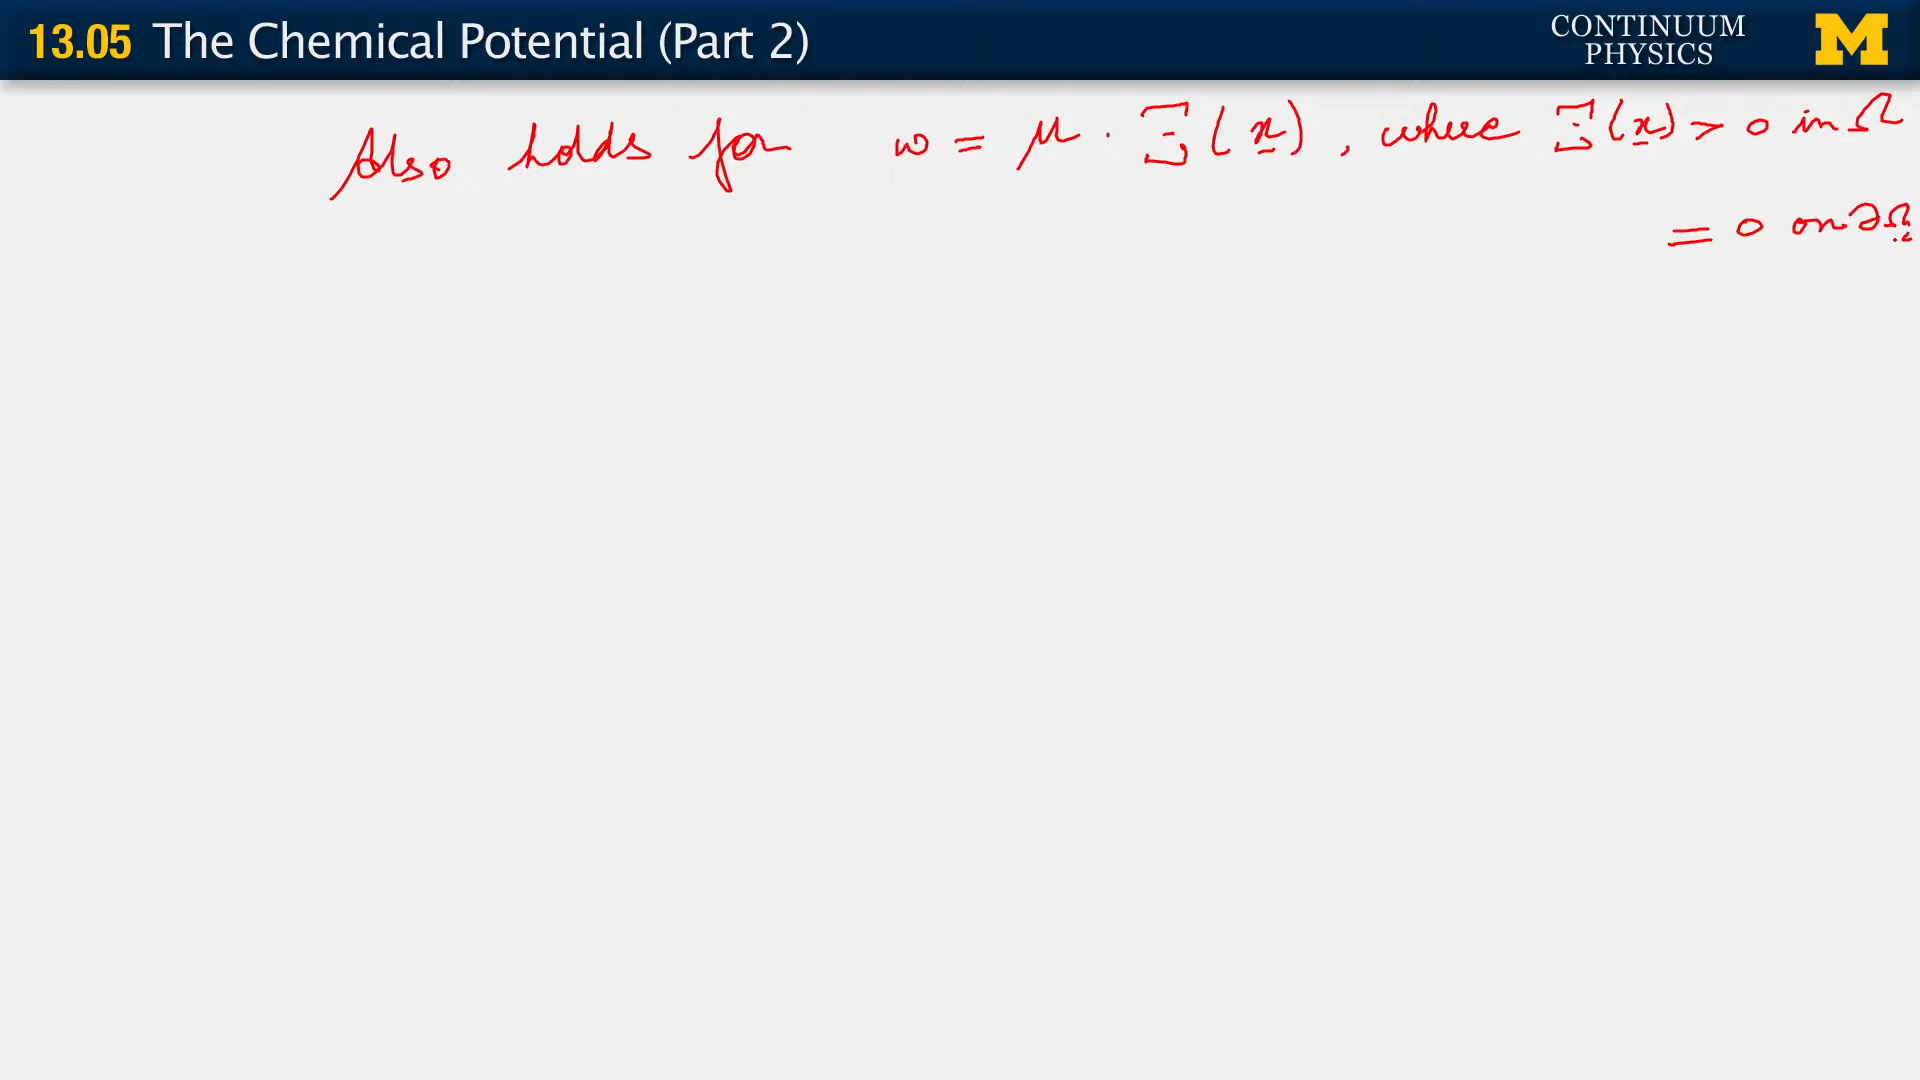 13.05 The Chemical Potential (Part 2)
CONTINUUM
PHYSICS
M
Also holds for w = μ · Ξ(x), where Ξ(x) > 0 in Ω
= 0 on ∂Ω